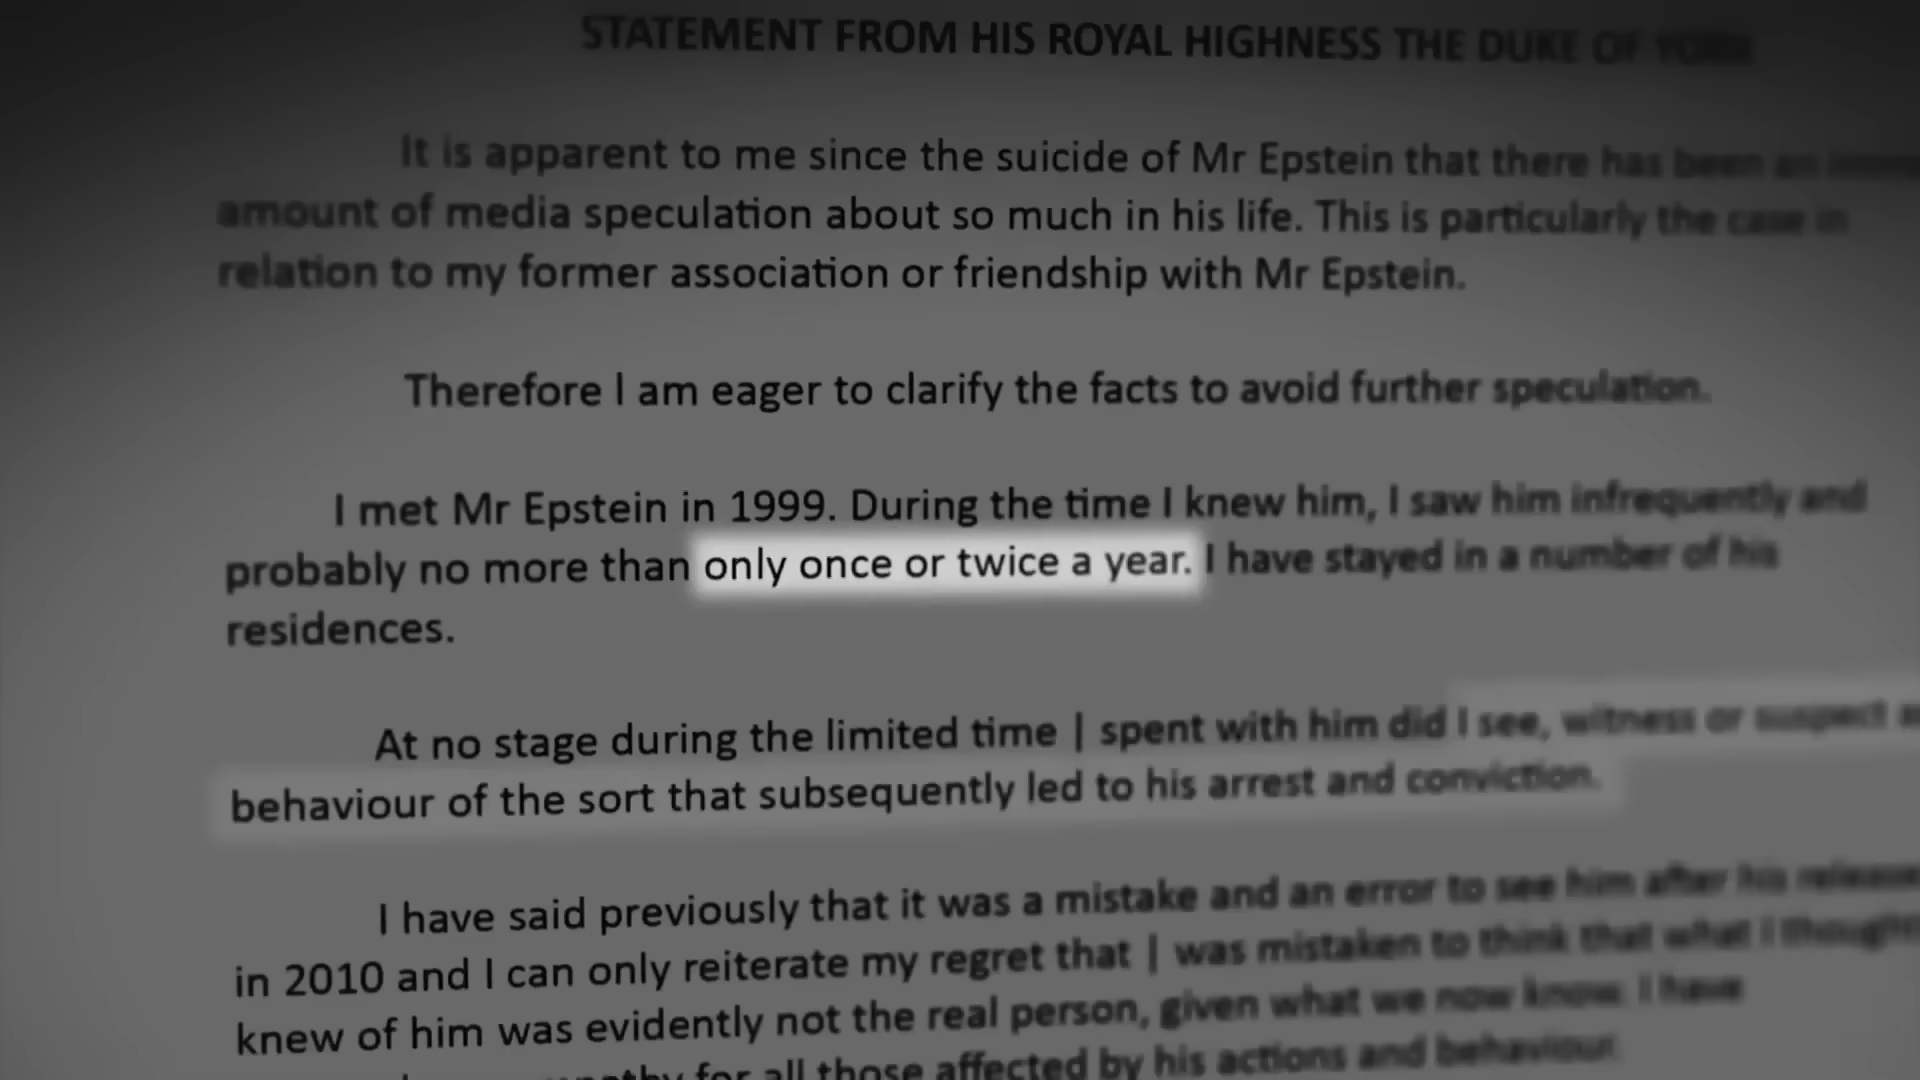 STATEMENT FROM HIS ROYAL HIGHNESS THE DUKE OF YORK
It is apparent to me since the suicide of Mr Epstein that there has been an
amount of media speculation about so much in his life. This is particularly the case in
relation to my former association or friendship with Mr Epstein.
Therefore I am eager to clarify the facts to avoid further speculation.
I met Mr Epstein in 1999. During the time I knew him, I saw him infrequently and
probably no more than only once or twice a year. I have stayed in a number of his
residences.
At no stage during the limited time | spent with him did I see, witness or suspect
behaviour of the sort that subsequently led to his arrest and conviction.
I have said previously that it was a mistake and an error to see him after his release
in 2010 and I can only reiterate my regret that | was mistaken to think that what I thought
knew of him was evidently not the real person, given what we now know. I have
for all those affected by his actions and behaviour.